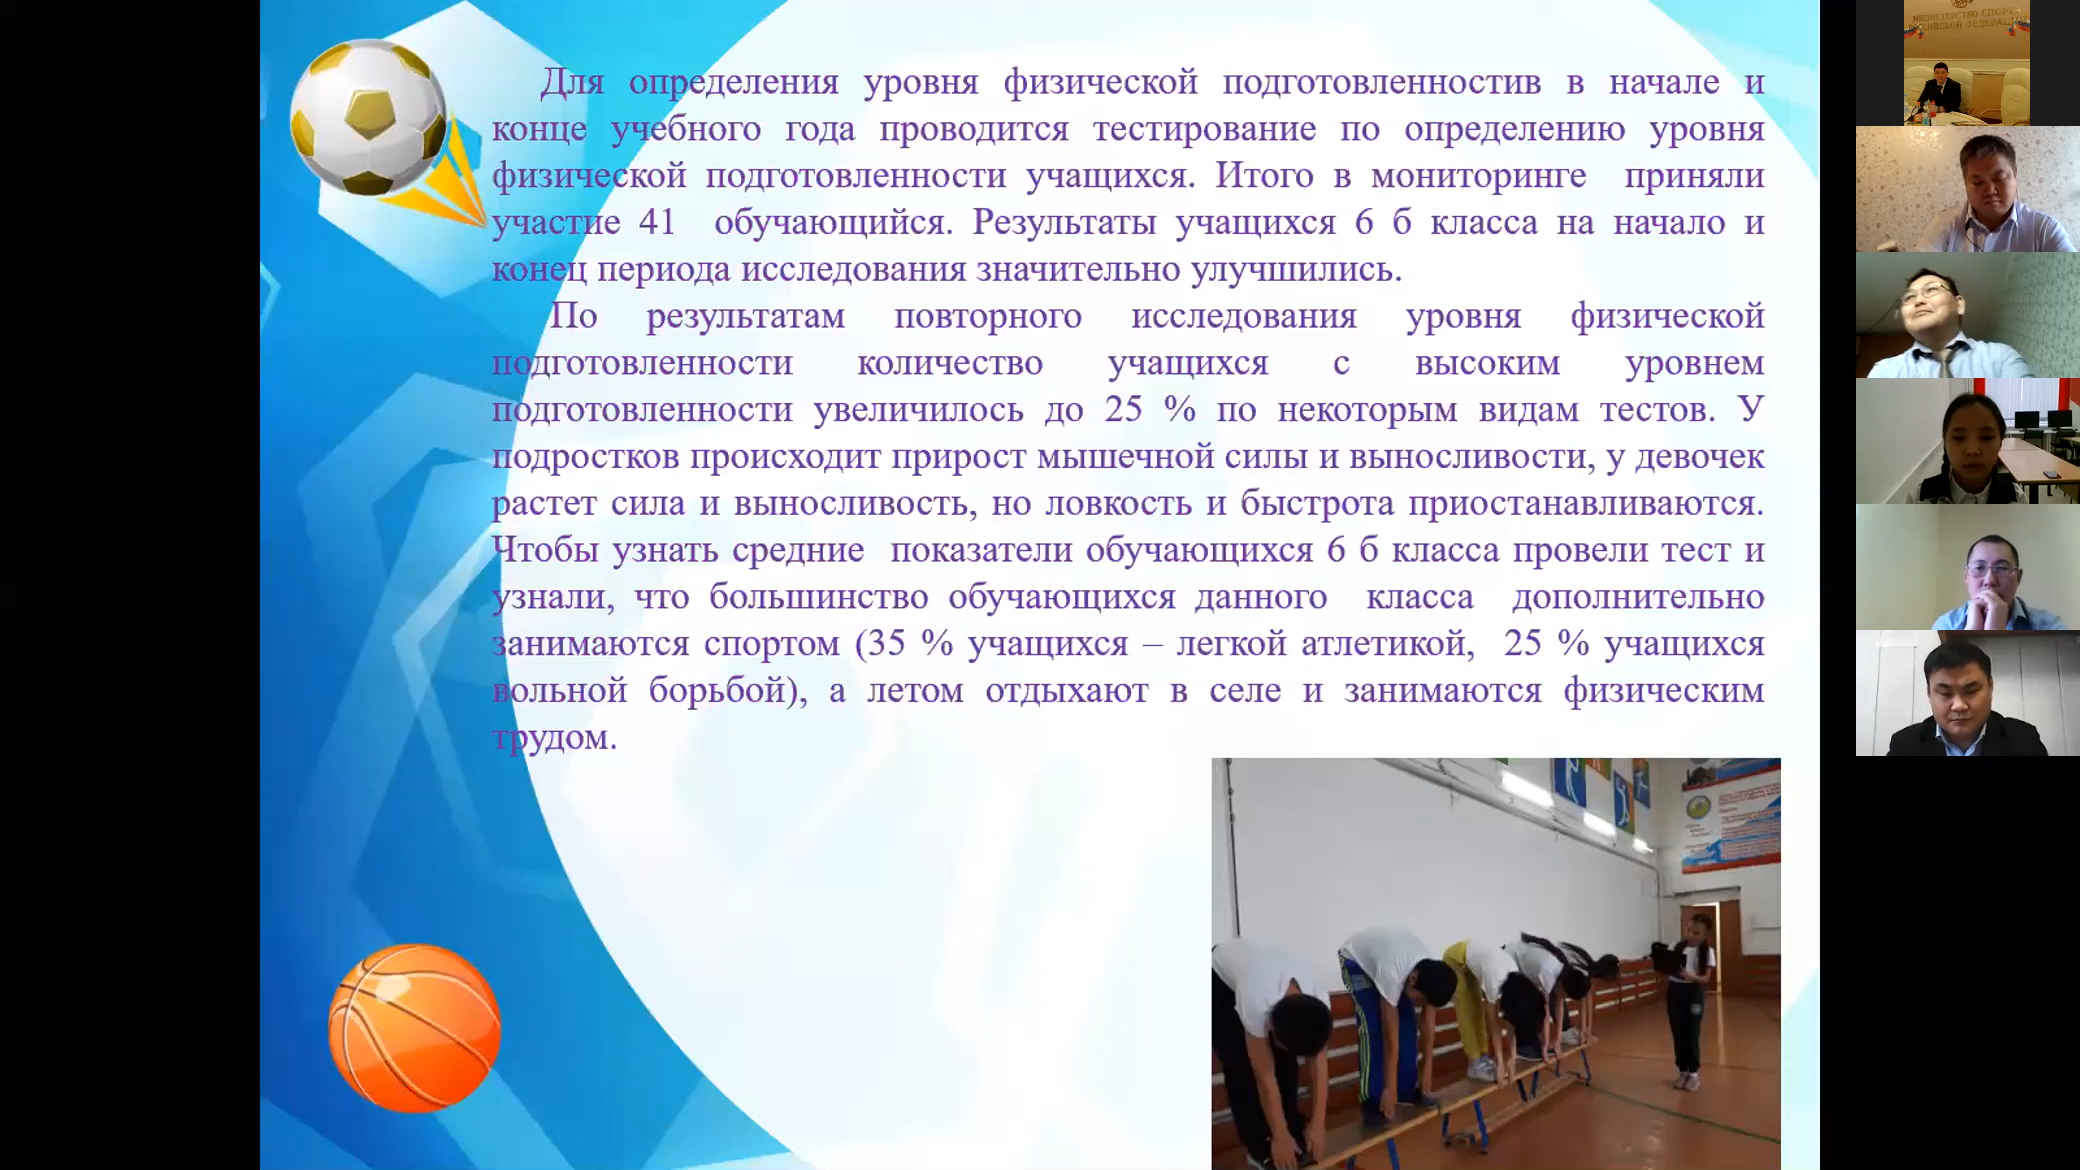 МИНИСТЕРСТВО СПОРТА
РОССИЙСКОЙ ФЕДЕРАЦИИ
Для определения уровня физической подготовленностив в начале и
конце учебного года проводится тестирование по определению уровня
физической подготовленности учащихся. Итого в мониторинге приняли
участие 41 обучающийся. Результаты учащихся 6 б класса на начало и
конец периода исследования значительно улучшились.
По результатам повторного исследования уровня физической
подготовленности количество учащихся с высоким уровнем
подготовленности увеличилось до 25 % по некоторым видам тестов. У
подростков происходит прирост мышечной силы и выносливости, у девочек
растет сила и выносливость, но ловкость и быстрота приостанавливаются.
Чтобы узнать средние показатели обучающихся 6 б класса провели тест и
узнали, что большинство обучающихся данного класса дополнительно
занимаются спортом (35 % учащихся – легкой атлетикой, 25 % учащихся
вольной борьбой), а летом отдыхают в селе и занимаются физическим
трудом.